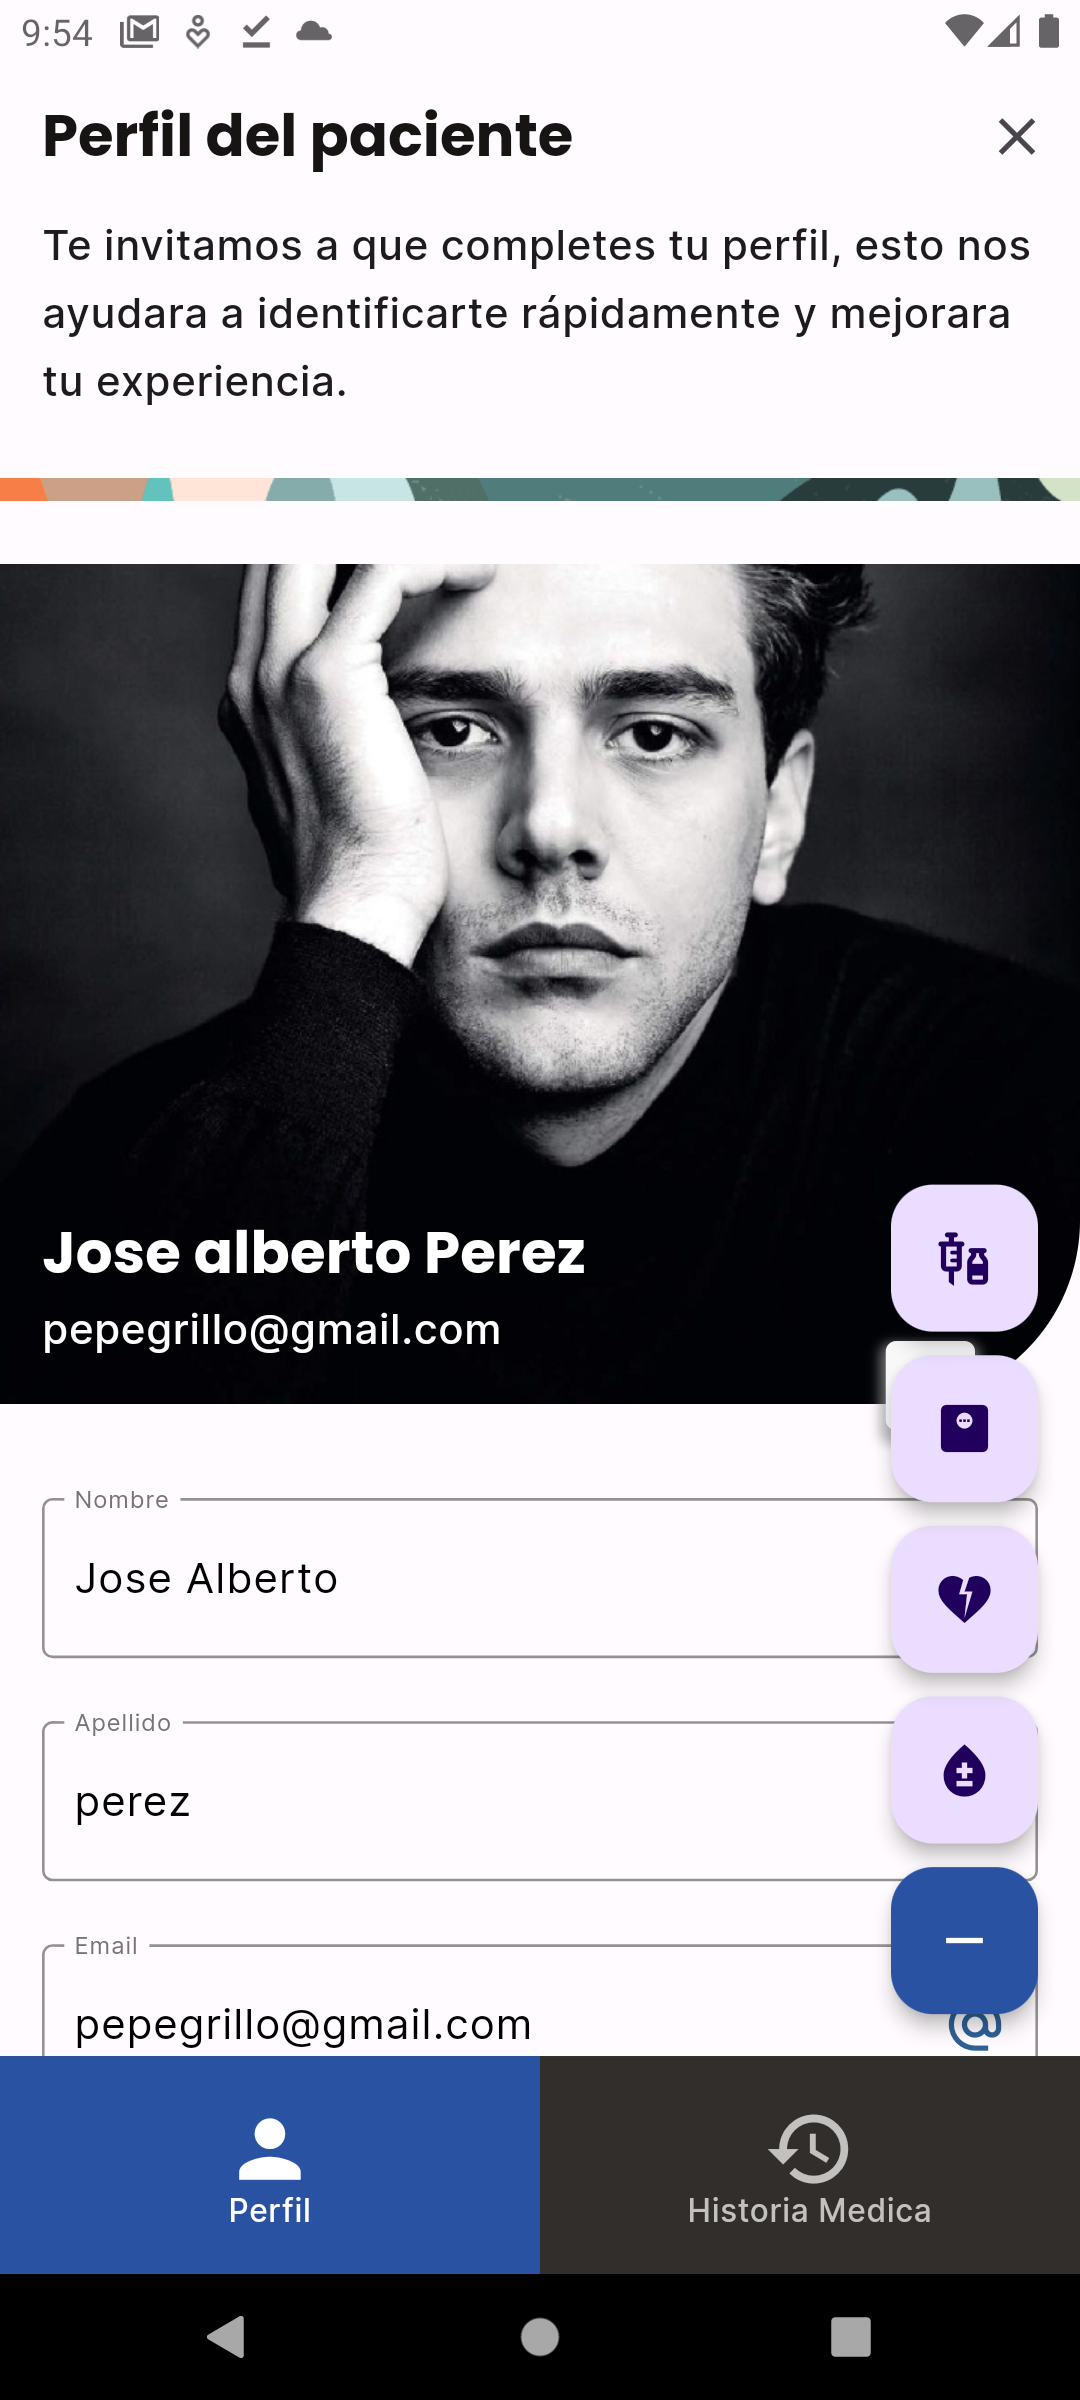 9:54
Perfil del paciente
Te invitamos a que completes tu perfil, esto nos
ayudara a identificarte rápidamente y mejorara
tu experiencia.
Jose alberto Perez
pepegrillo@gmail.com
Nombre
Jose Alberto
Apellido
perez
Email
pepegrillo@gmail.com
Perfil
Historia Medica